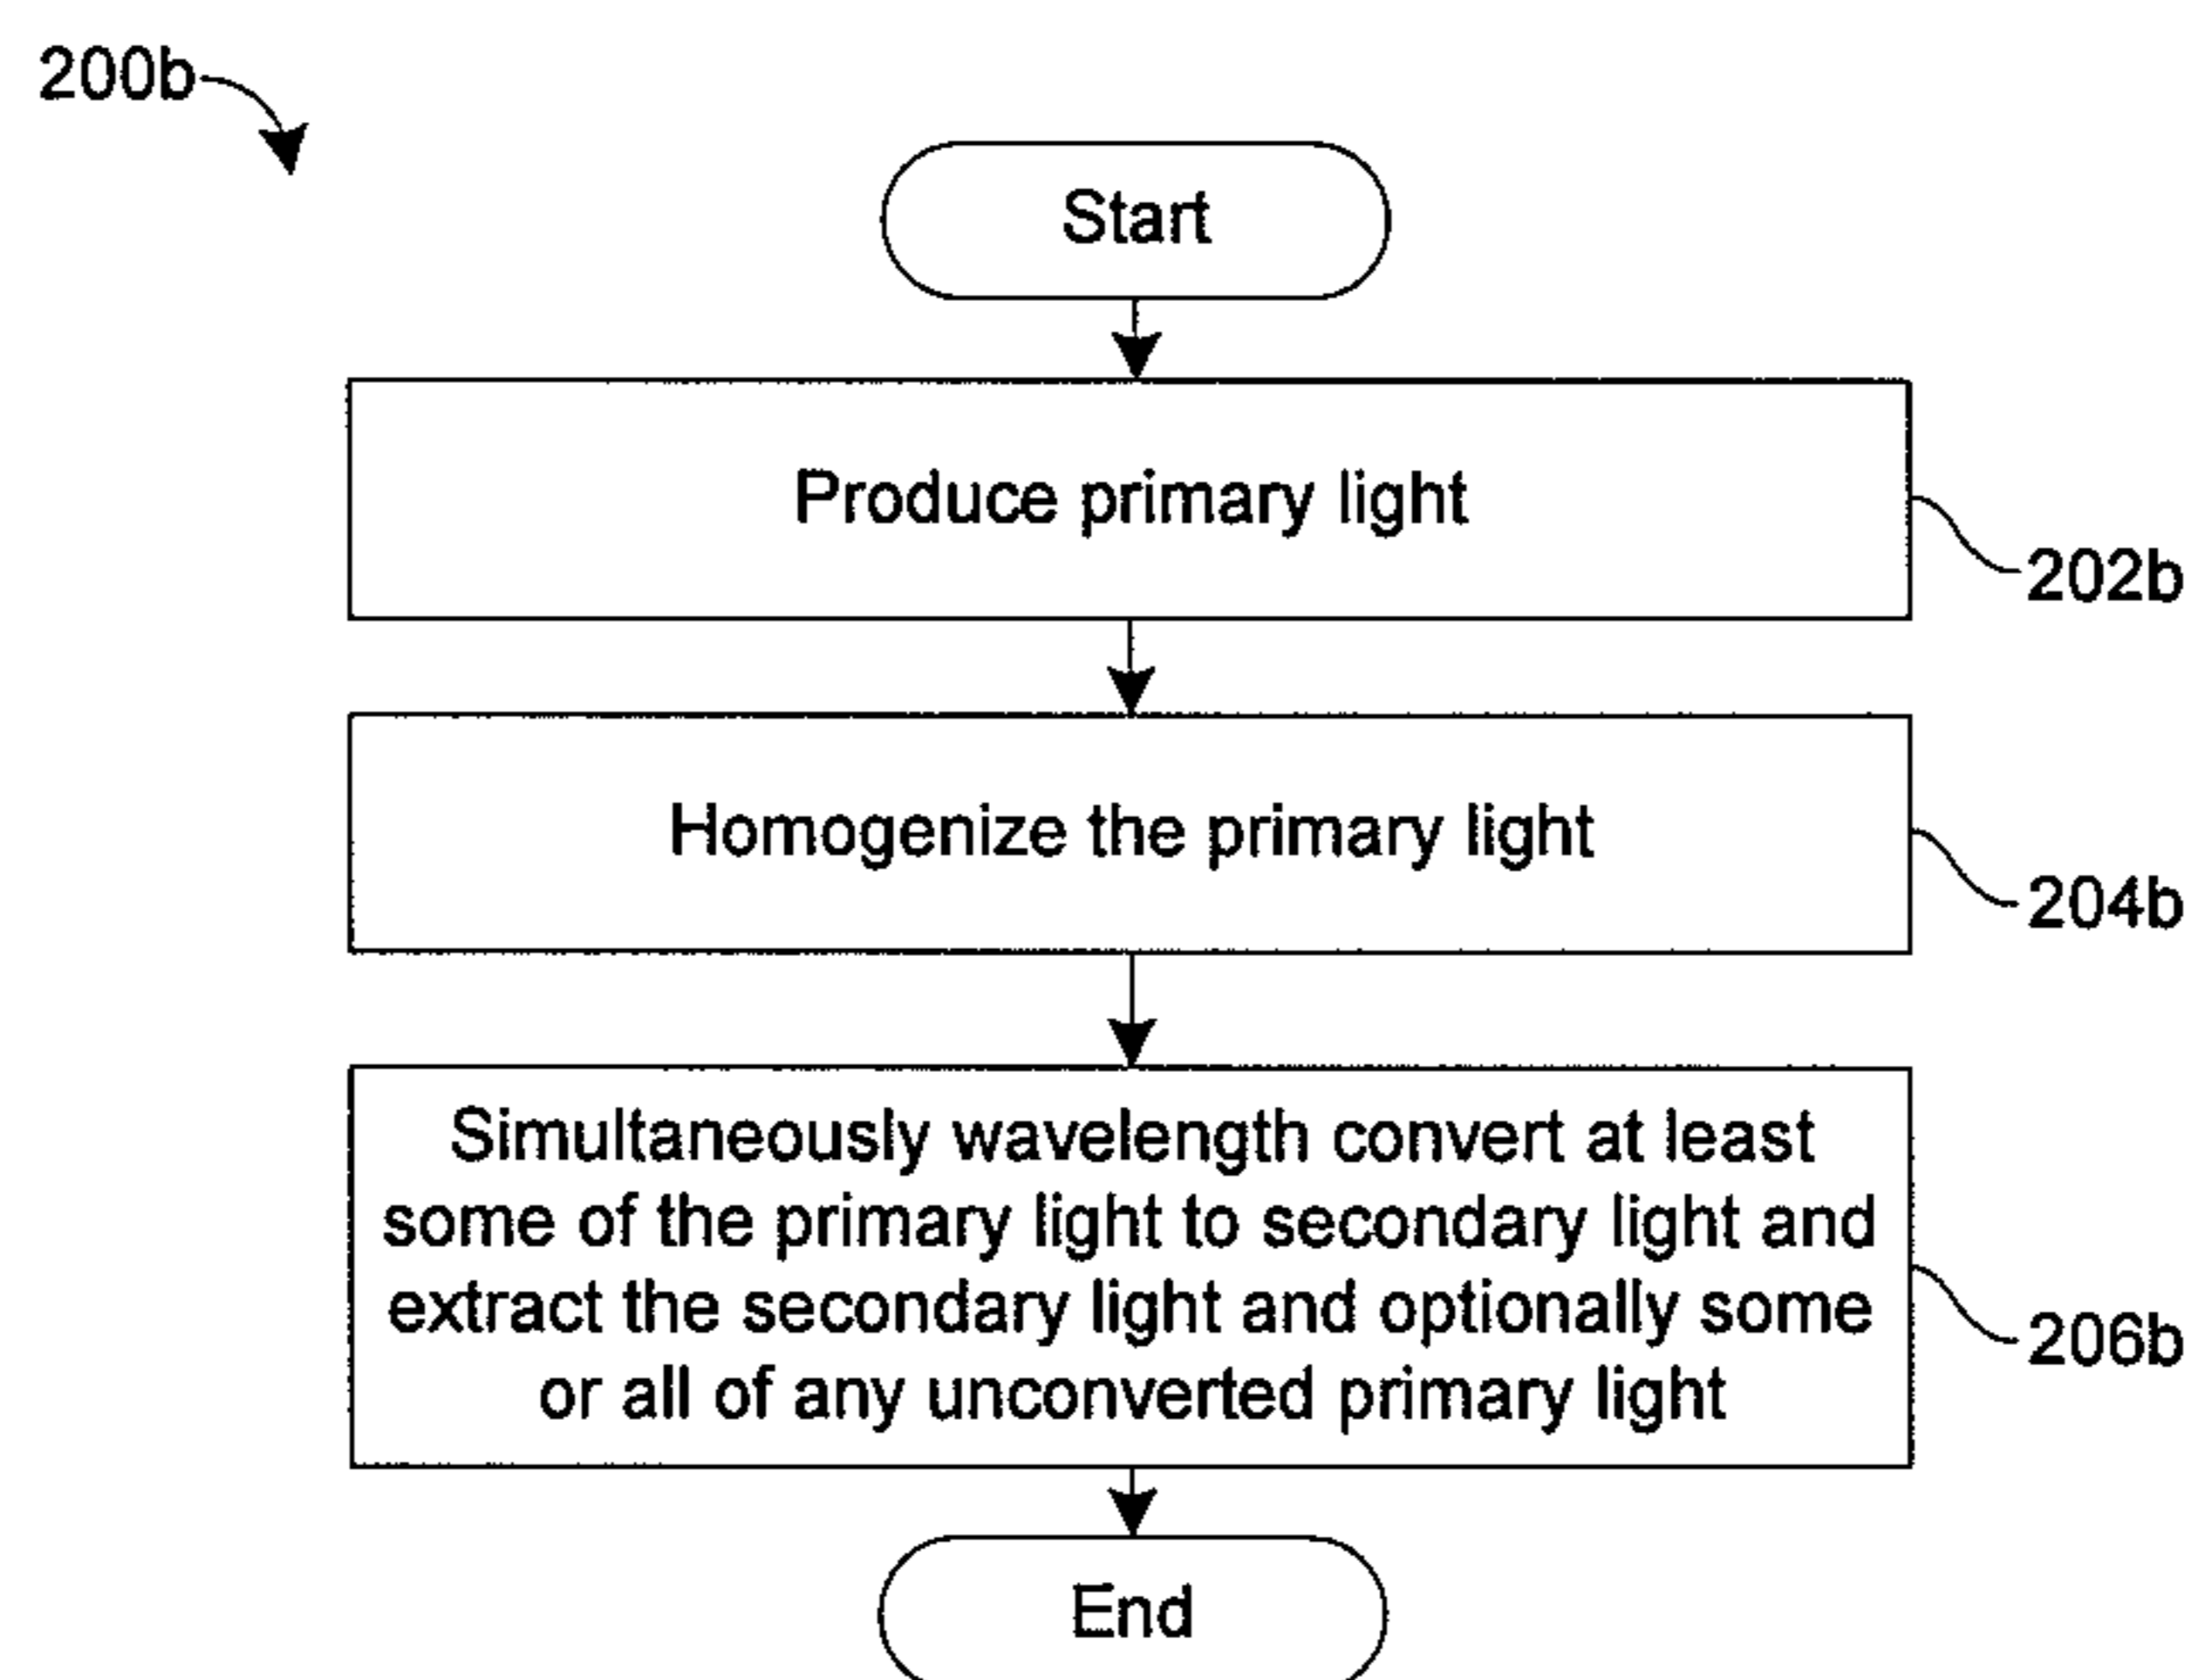 200b
Start
Produce primary light
202b
Homogenize the primary light
204b
Simultaneously wavelength convert at least
some of the primary light to secondary light and
extract the secondary light and optionally some
or all of any unconverted primary light
206b
End